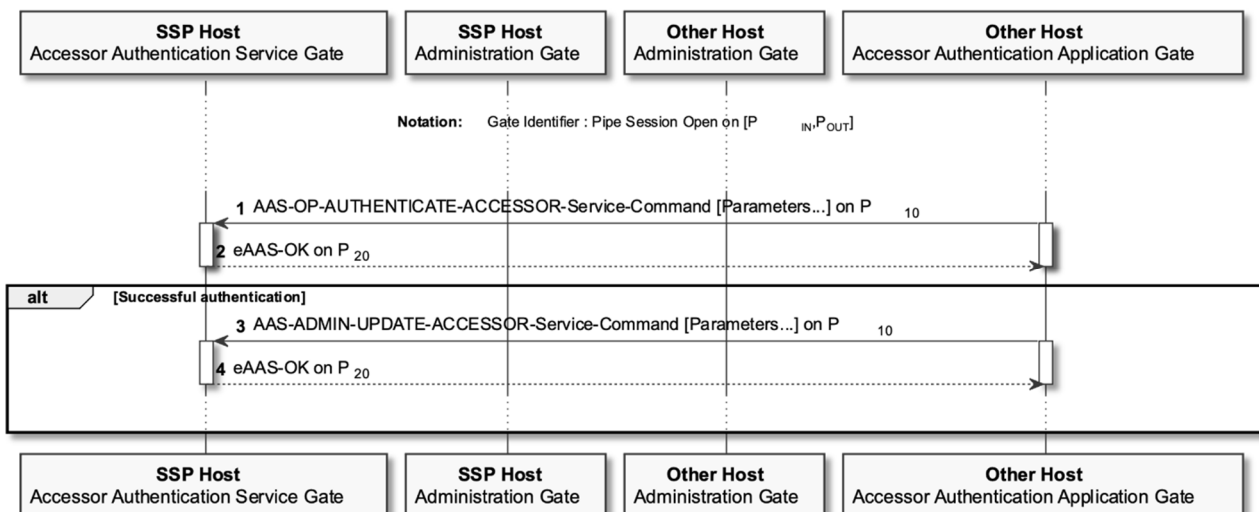 SSP Host
Accessor Authentication Service Gate
SSP Host
Administration Gate
Other Host
Administration Gate
Other Host
Accessor Authentication Application Gate
Notation: Gate Identifier : Pipe Session Open on [P IN,POUT]
1 AAS-OP-AUTHENTICATE-ACCESSOR-Service-Command [Parameters...] on P 10
2 eAAS-OK on P 20
alt [Successful authentication]
3 AAS-ADMIN-UPDATE-ACCESSOR-Service-Command [Parameters...] on P 10
4 eAAS-OK on P 20
SSP Host
Accessor Authentication Service Gate
SSP Host
Administration Gate
Other Host
Administration Gate
Other Host
Accessor Authentication Application Gate